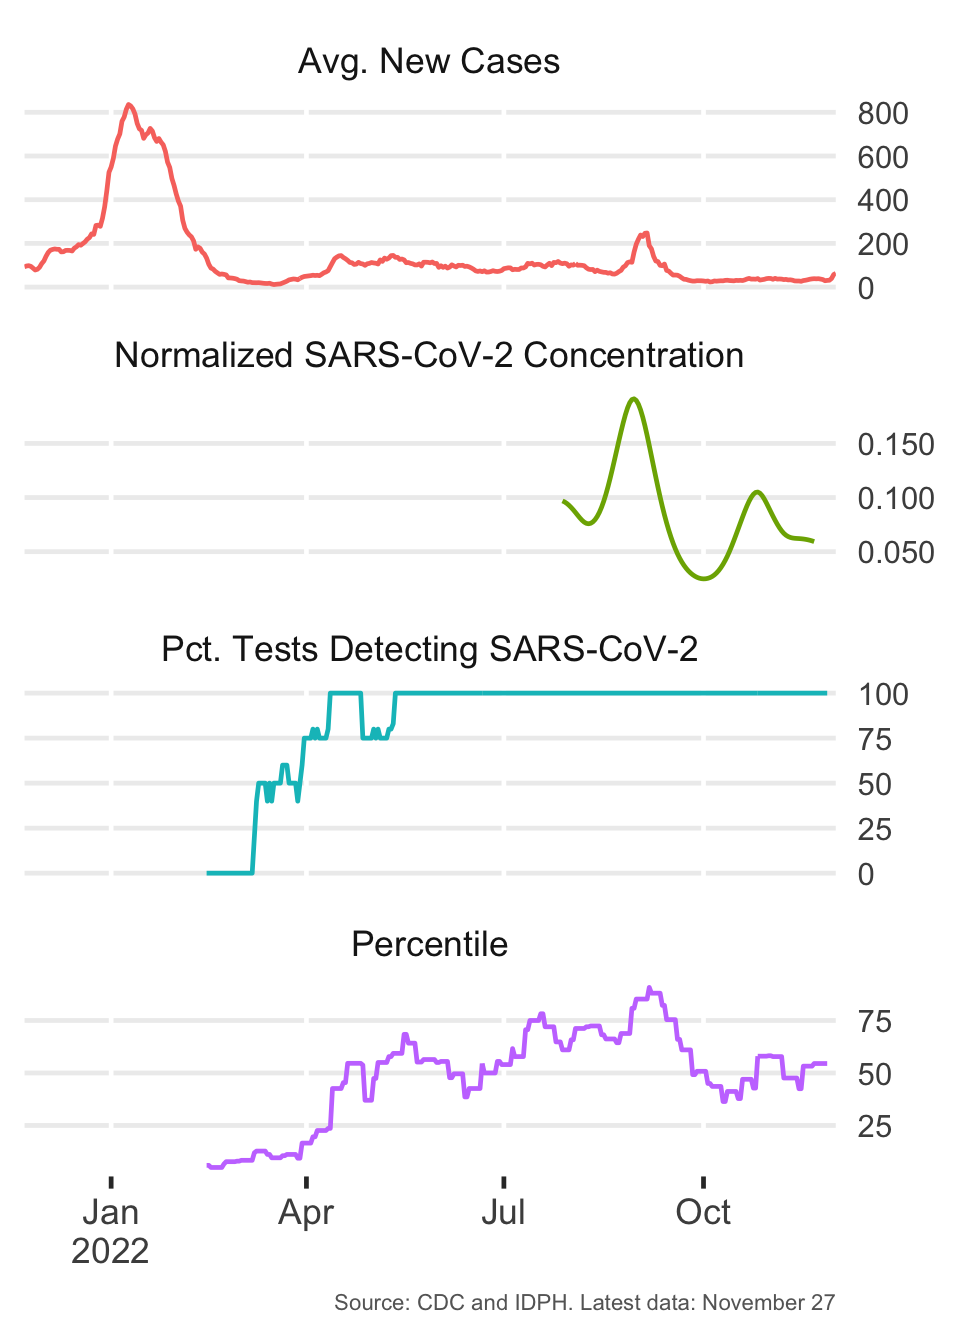 Avg. New Cases
800
600
400
200
0
Normalized SARS-CoV-2 Concentration
0.150
0.100
0.050
Pct. Tests Detecting SARS-CoV-2
100
75
50
25
0
Percentile
75
50
25
Jan Apr Jul Oct
2022
Source: CDC and IDPH. Latest data: November 27